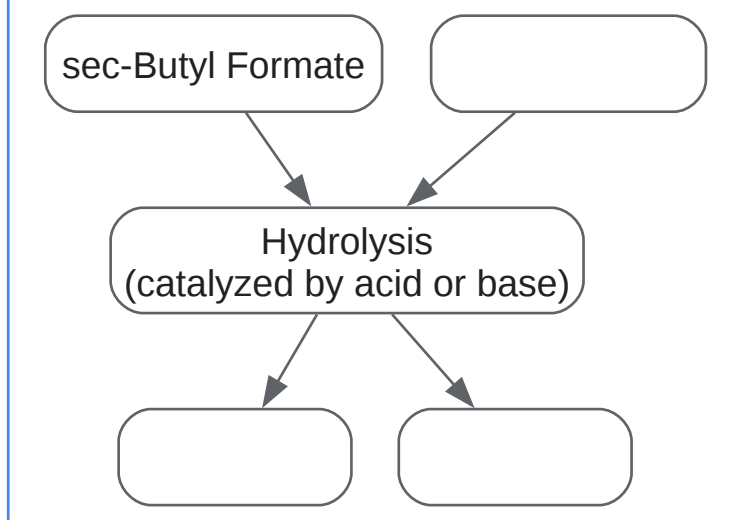 sec-Butyl Formate
Hydrolysis
(catalyzed by acid or base)